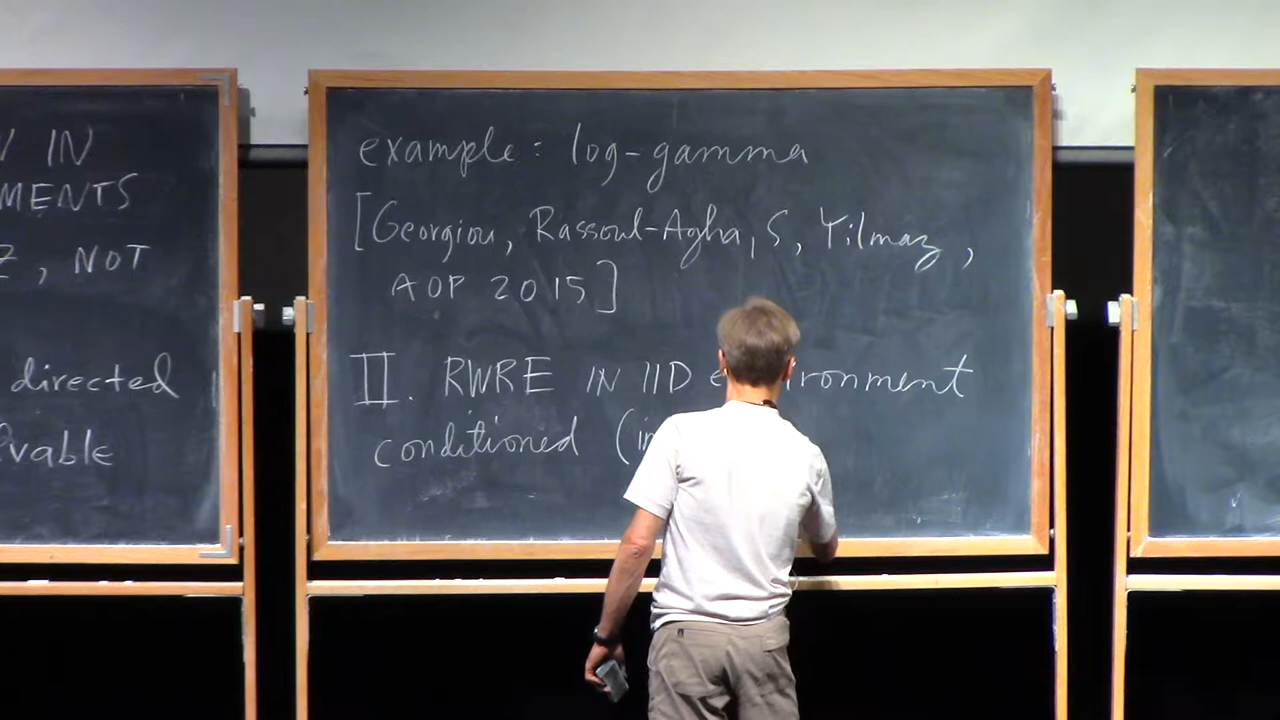 IN
MENTS
, NOT
directed
vable
example: log-gamma
[Georgiou, Rassoul-Agha, S, Yilmaz,
AOP 2015]
II. RWRE IN IID e ironment
conditioned (in